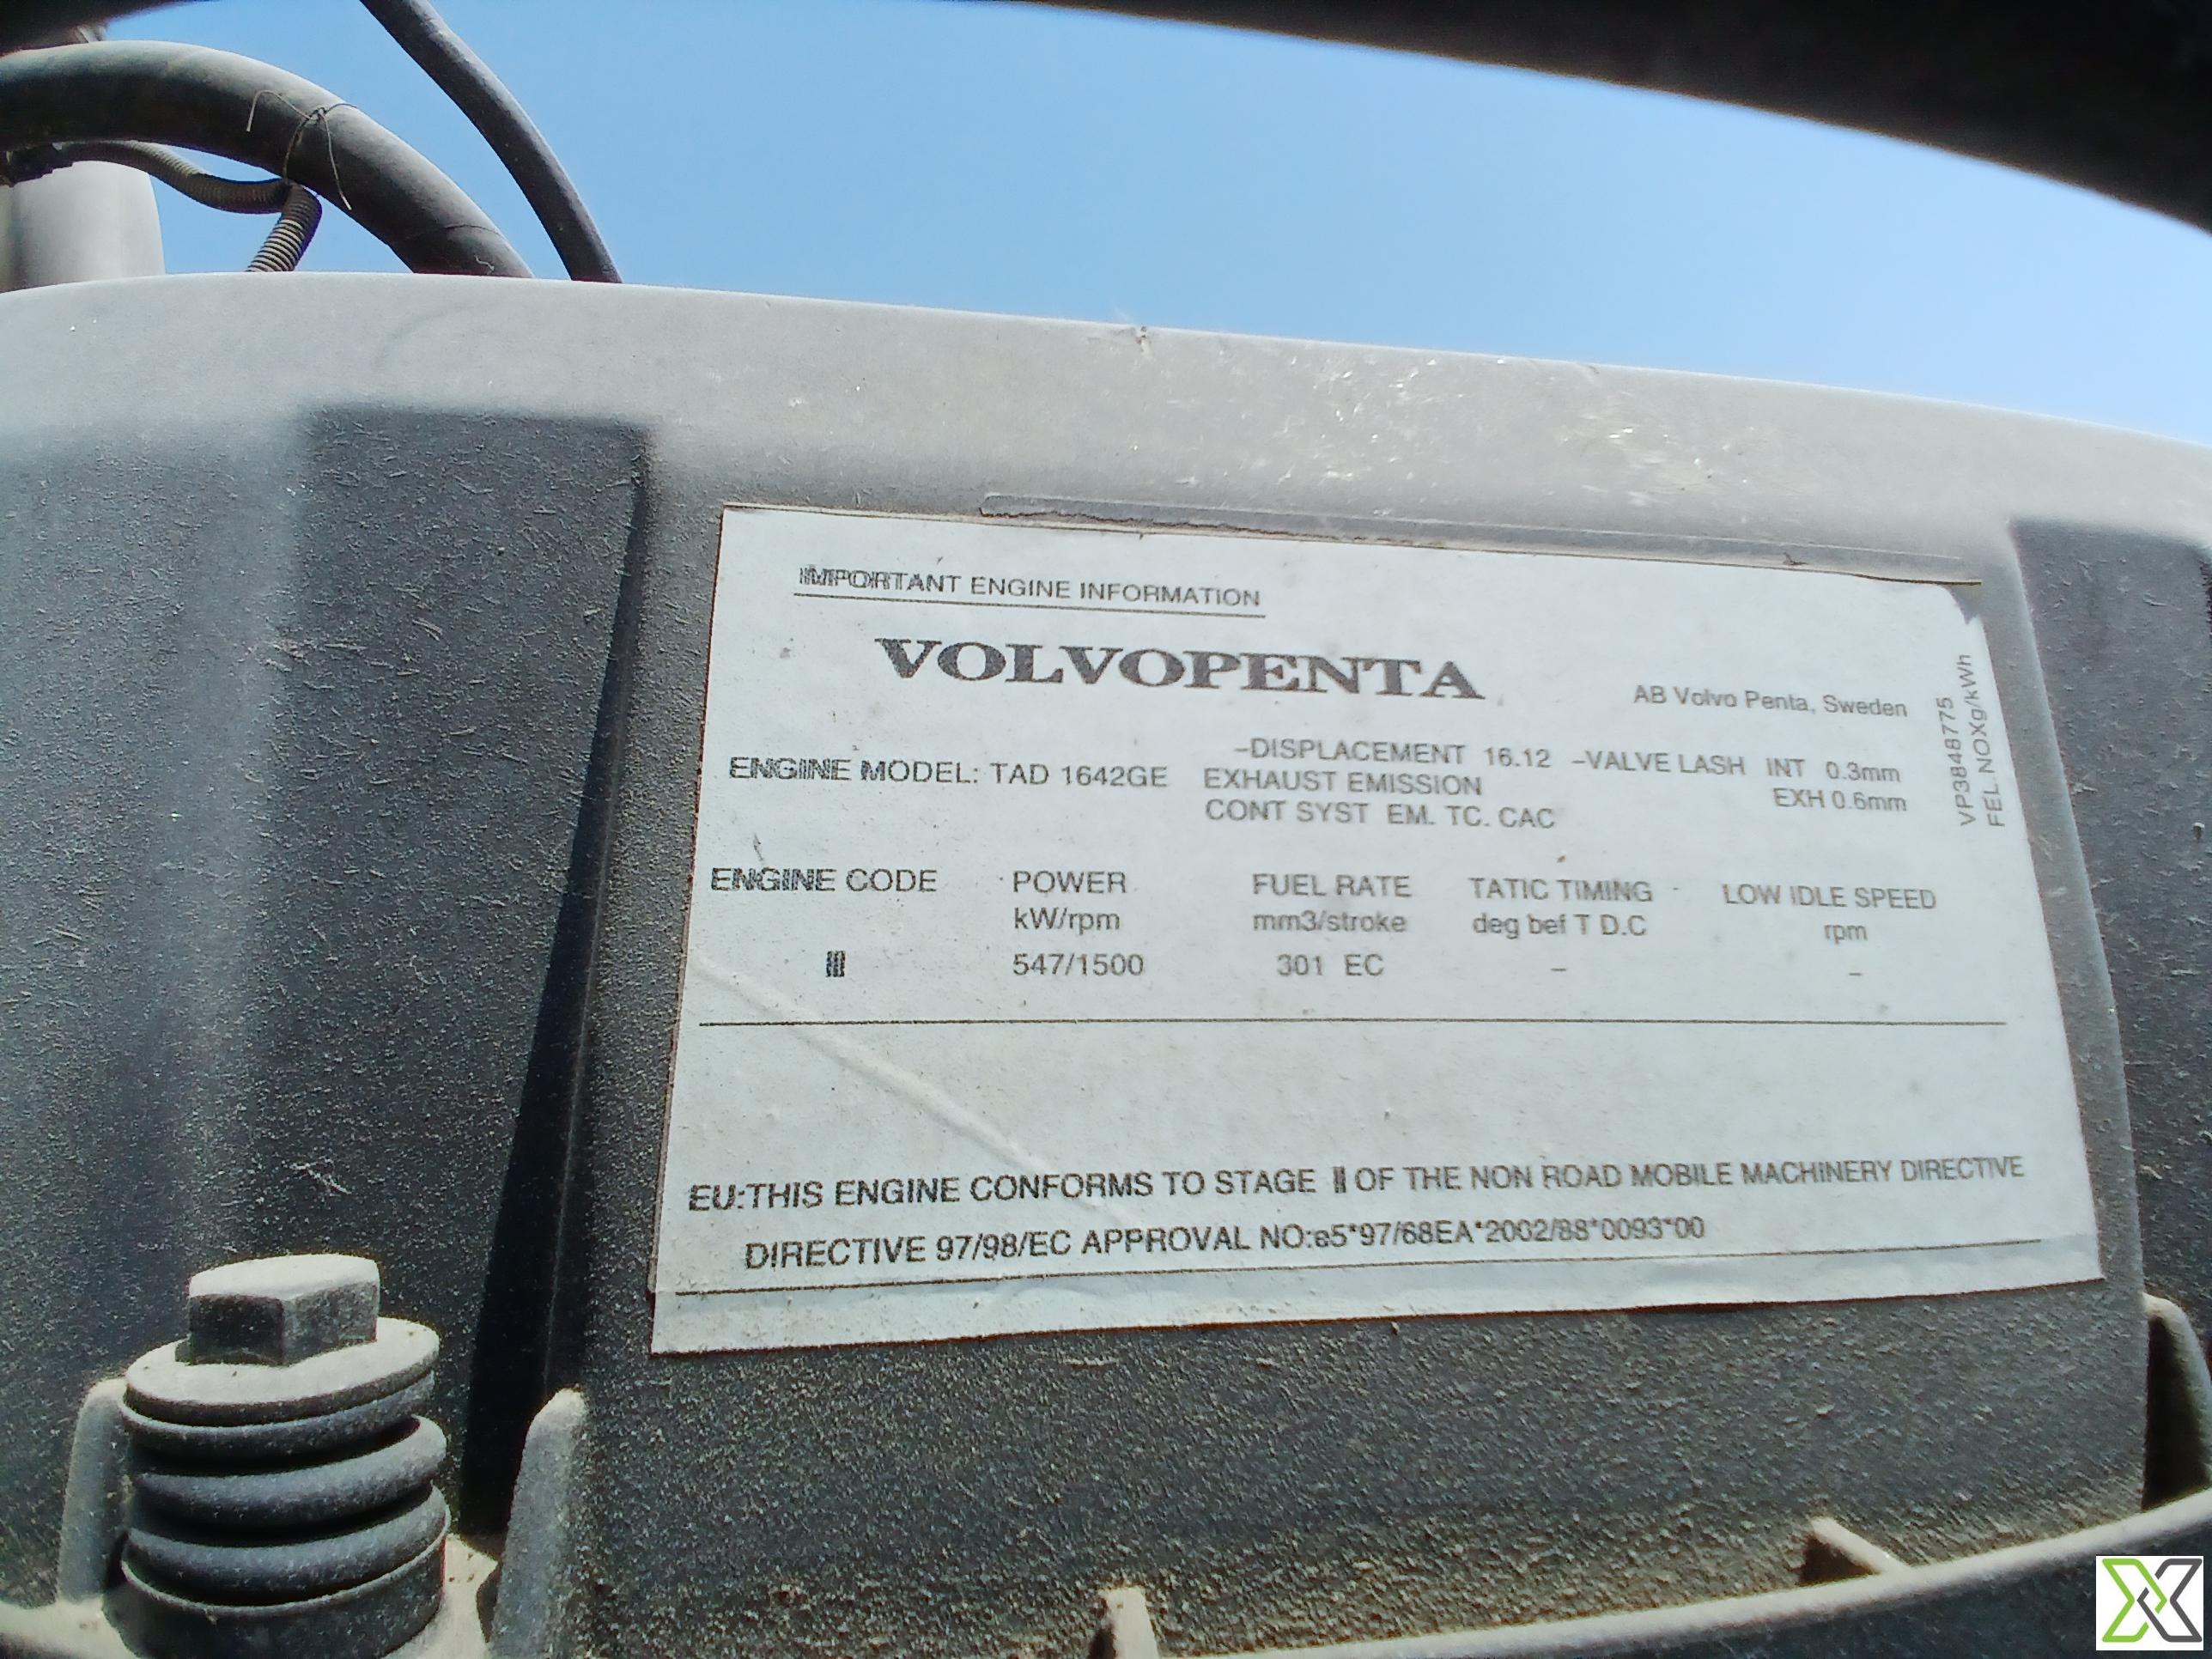 IMPORTANT ENGINE INFORMATION
VOLVOPENTA
AB Volvo Penta, Sweden
VP3848775
FEL.NOXg/kWh
ENGINE MODEL: TAD 1642GE
-DISPLACEMENT 16.12 -VALVE LASH INT 0.3mm
EXHAUST EMISSION EXH 0.6mm
CONT SYST EM. TC. CAC
ENGINE CODE POWER FUEL RATE TATIC TIMING LOW IDLE SPEED
kW/rpm mm3/stroke deg bef T D.C rpm
547/1500 301 EC - -
EU:THIS ENGINE CONFORMS TO STAGE II OF THE NON ROAD MOBILE MACHINERY DIRECTIVE
DIRECTIVE 97/98/EC APPROVAL NO:e5*97/68EA*2002/88*0093*00